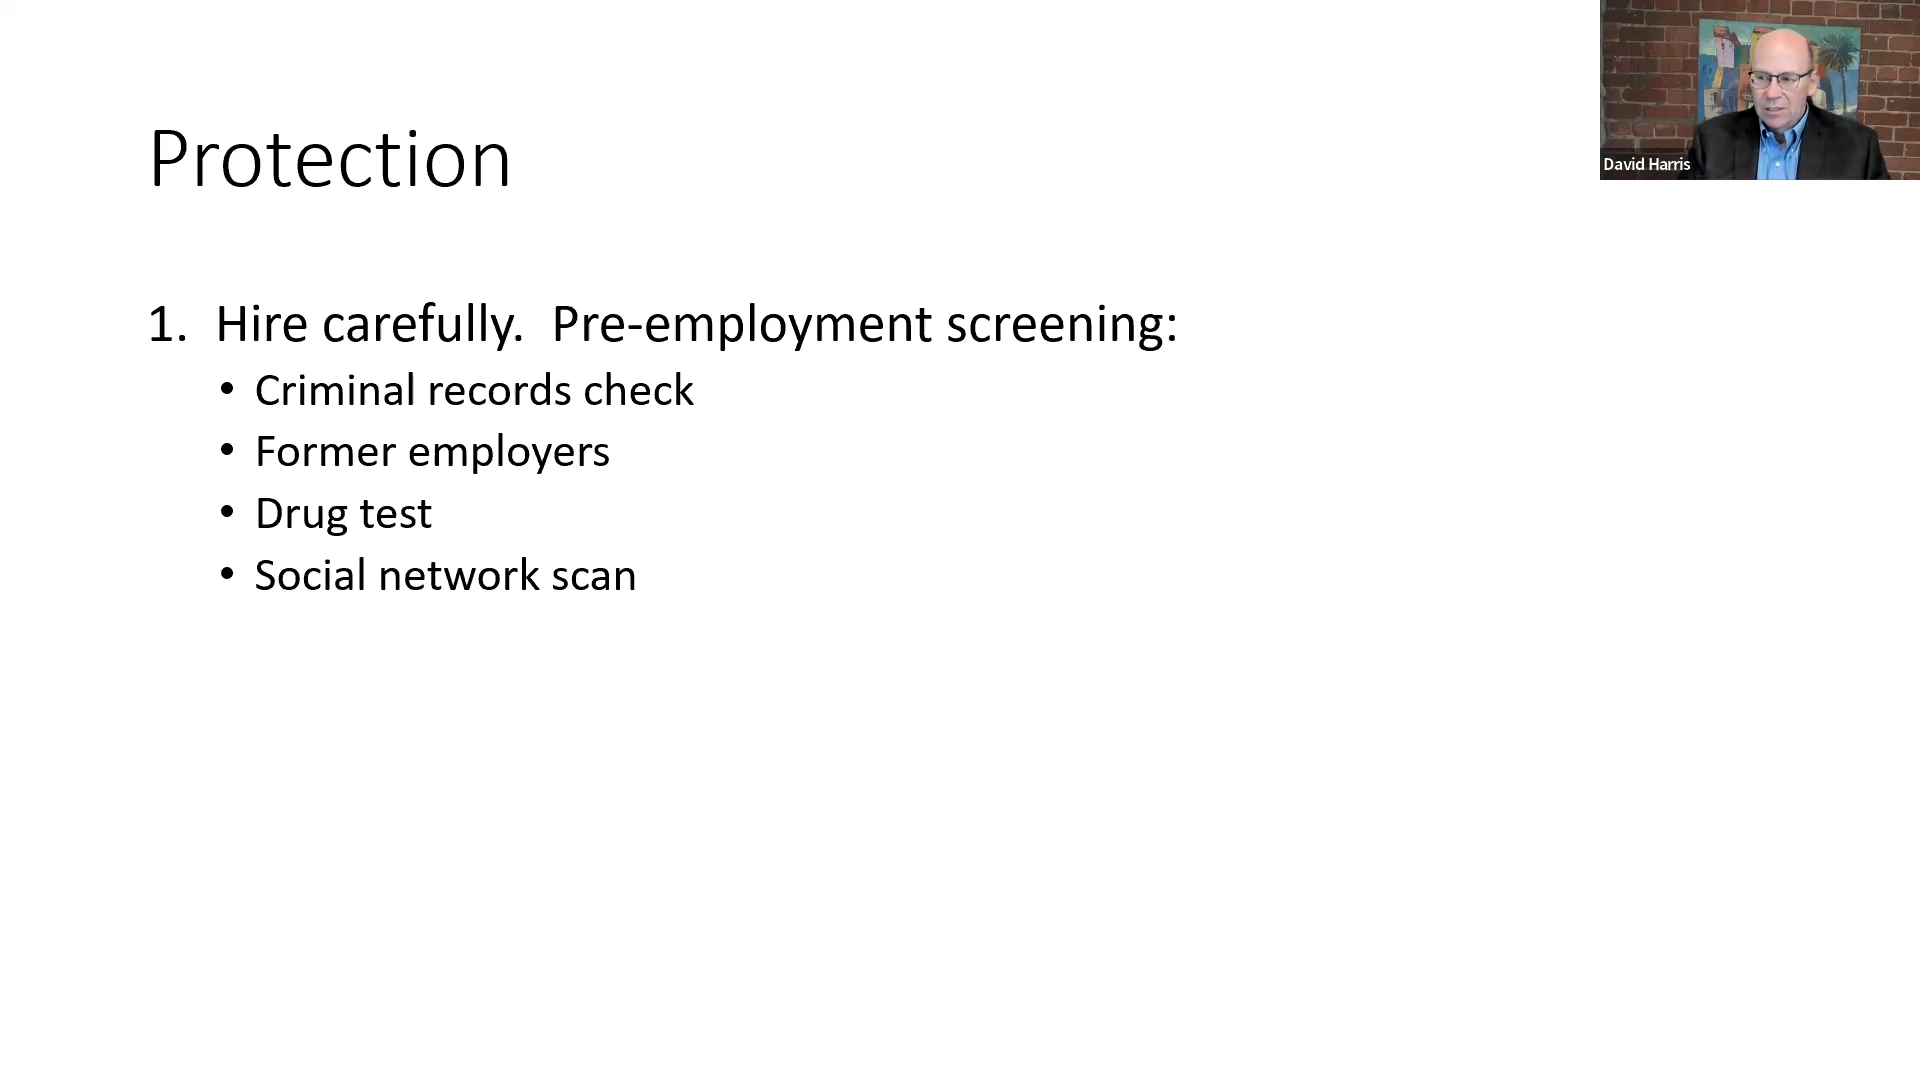 Protection
David Harris
1. Hire carefully. Pre-employment screening:
• Criminal records check
• Former employers
• Drug test
• Social network scan